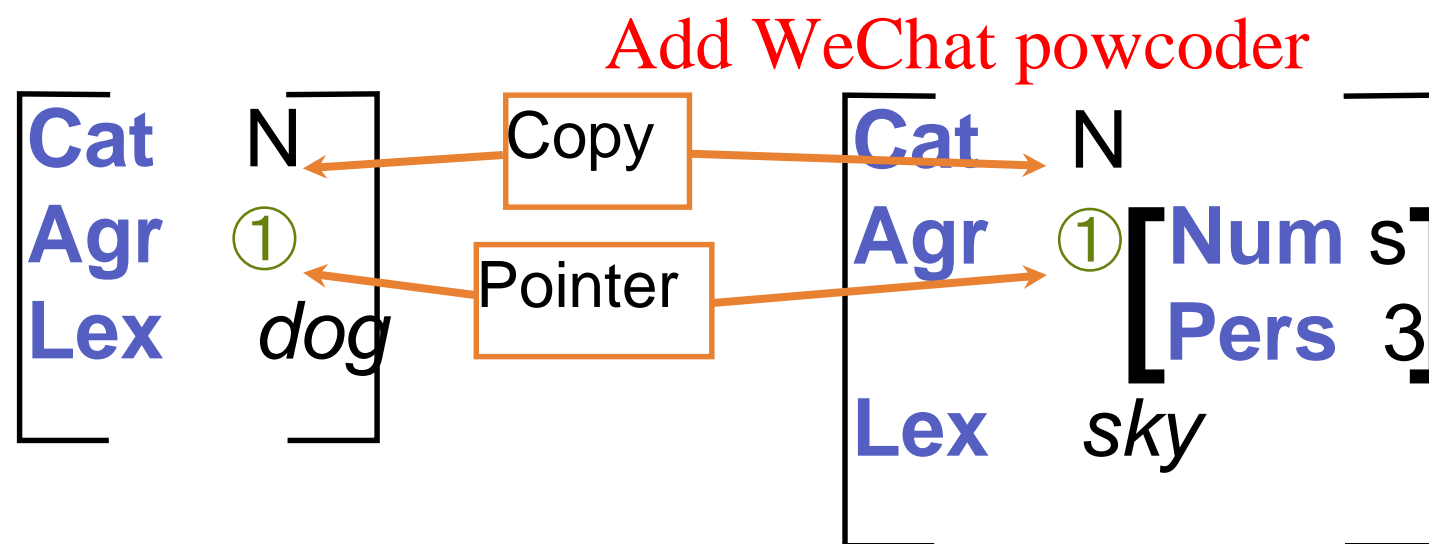 Add WeChat powcoder
Cat N
Agr ①
Lex dog
Copy
Pointer
Cat N
Agr ① Num s
Pers 3
Lex sky